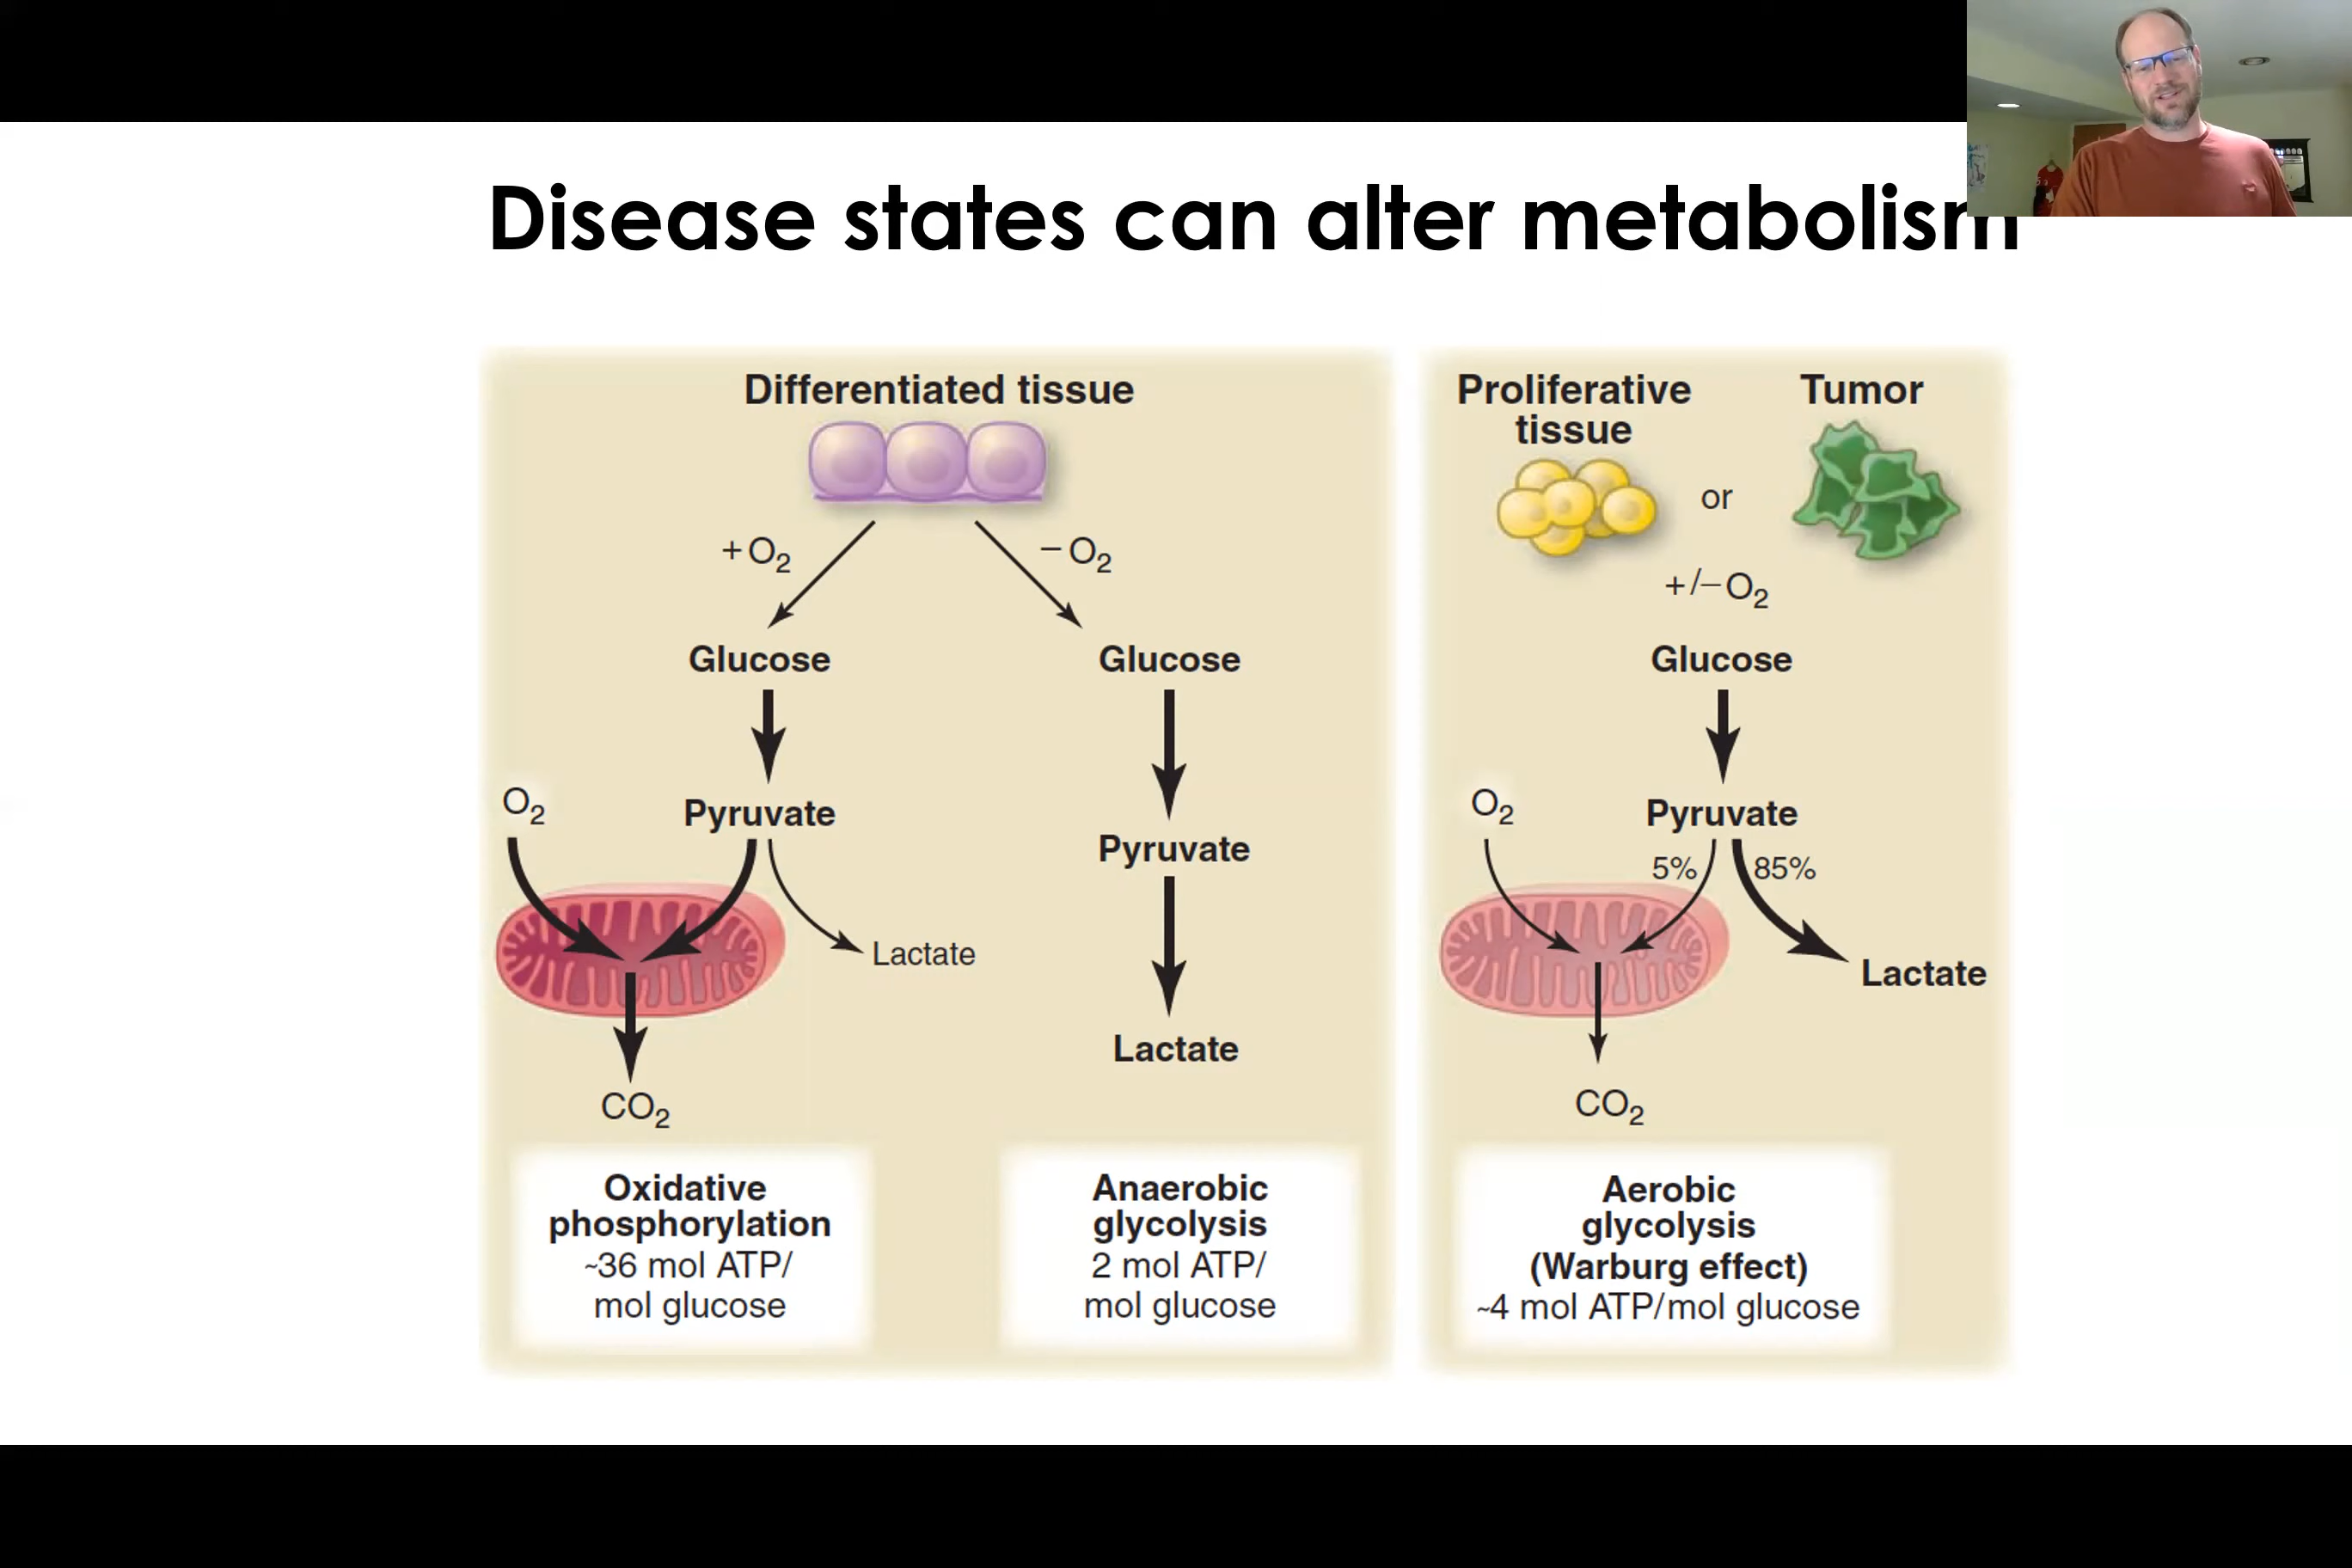 Disease states can alter metabolism
Differentiated tissue
+ O2
– O2
Glucose
Glucose
O2
Pyruvate
Pyruvate
Lactate
Lactate
CO2
Oxidative
phosphorylation
~36 mol ATP/
mol glucose
Anaerobic
glycolysis
2 mol ATP/
mol glucose
Proliferative
tissue
or
Tumor
+/–O2
Glucose
O2
Pyruvate
5%
85%
Lactate
CO2
Aerobic
glycolysis
(Warburg effect)
~4 mol ATP/mol glucose